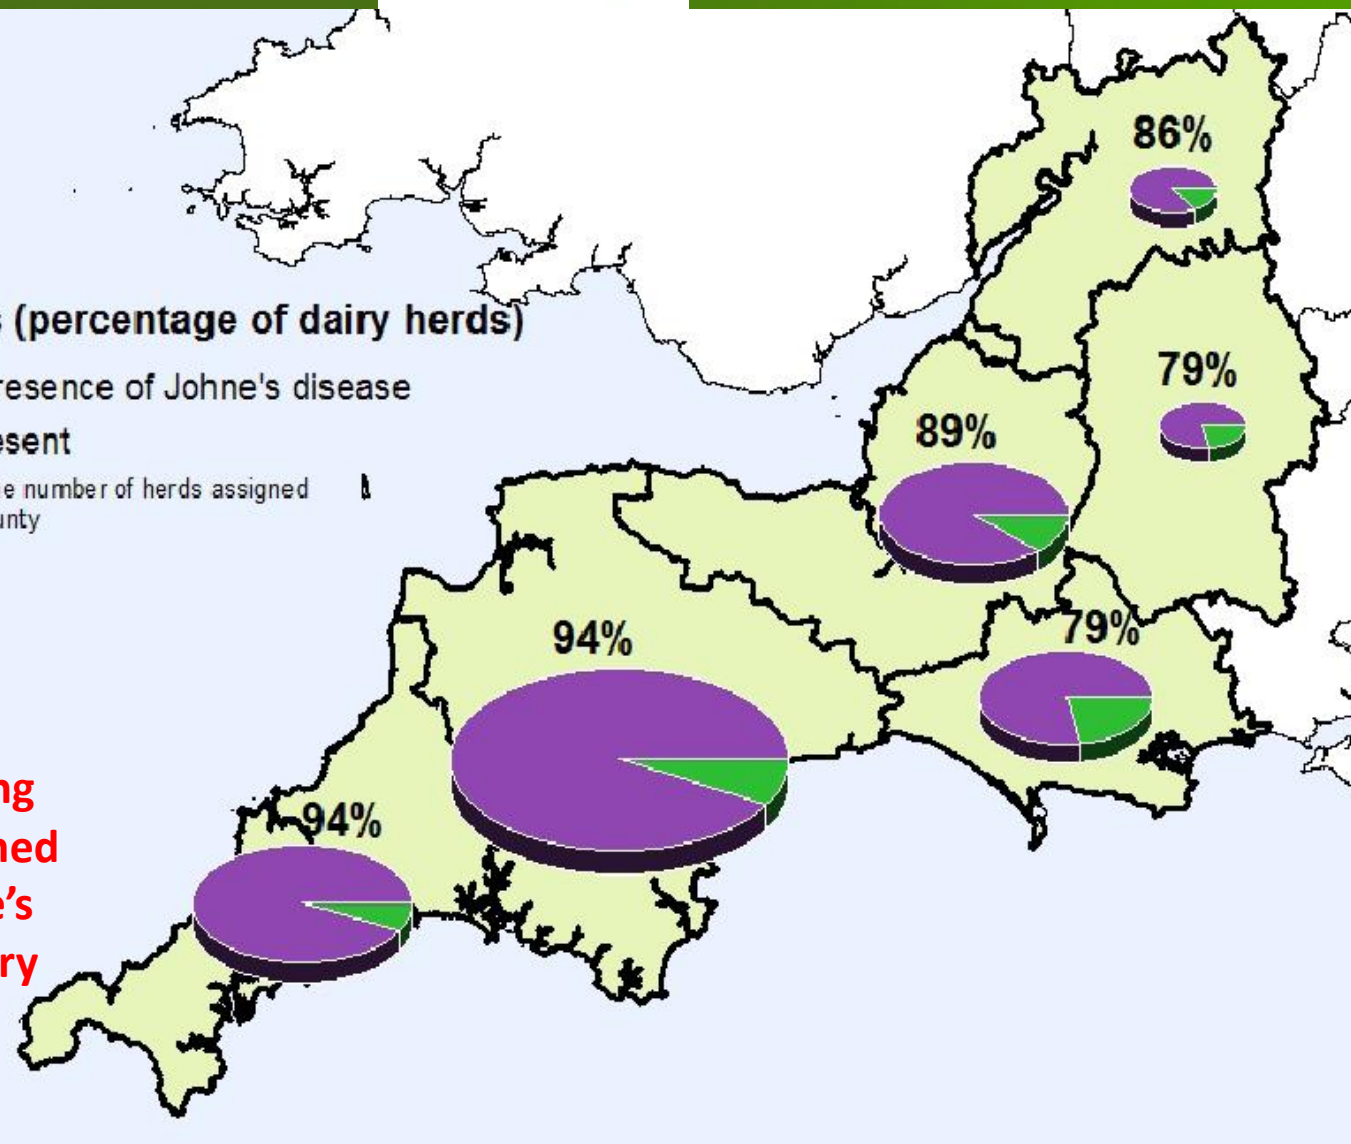 86%
s (percentage of dairy herds)
79%
resence of Johne's disease
89%
esent
e number of herds assigned
unty
79%
94%
ng
94%
ned
e’s
ry